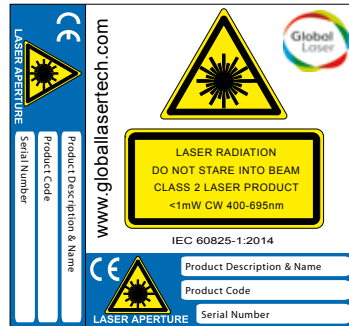 LASER APERTURE
Serial Number
Product Code
Product Description & Name
www.globallasertech.com
Global
Laser
LASER RADIATION
DO NOT STARE INTO BEAM
CLASS 2 LASER PRODUCT
<1mW CW 400-695nm
IEC 60825-1:2014
CE
LASER APERTURE
Product Description & Name
Product Code
Serial Number
CE